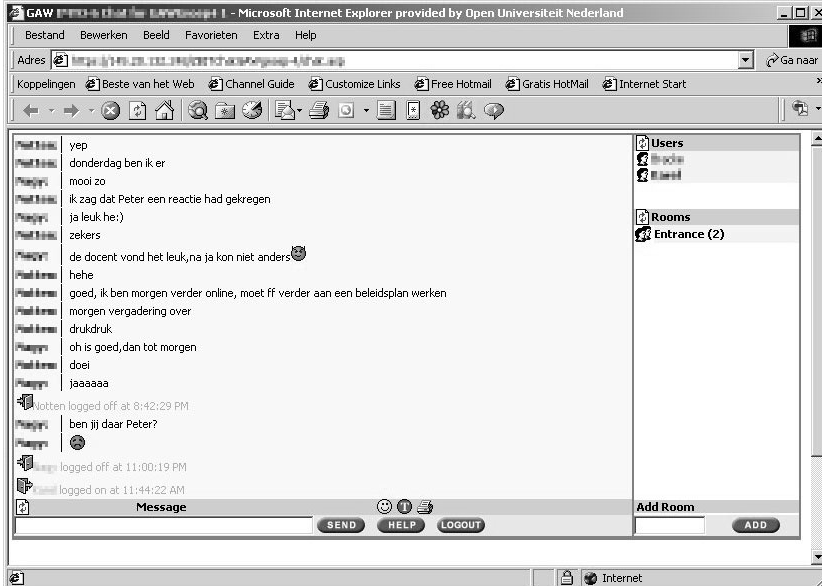 GAW - Microsoft Internet Explorer provided by Open Universiteit Nederland
Bestand Bewerken Beeld Favorieten Extra Help
Adres Ga naar
Koppelingen Beste van het Web Channel Guide Customize Links Free Hotmail Gratis HotMail Internet Start
yep
donderdag ben ik er
mooi zo
ik zag dat Peter een reactie had gekregen
ja leuk he:)
zekers
de docent vond het leuk,na ja kon niet anders
hehe
goed, ik ben morgen verder online, moet ff verder aan een beleidsplan werken
morgen vergadering over
drukdruk
oh is goed,dan tot morgen
doei
jaaaaaa
Notten logged off at 8:42:29 PM
ben jij daar Peter?
logged off at 11:00:19 PM
logged on at 11:44:22 AM
Message
SEND HELP LOGOUT
Users
Rooms
Entrance (2)
Add Room
ADD
Internet